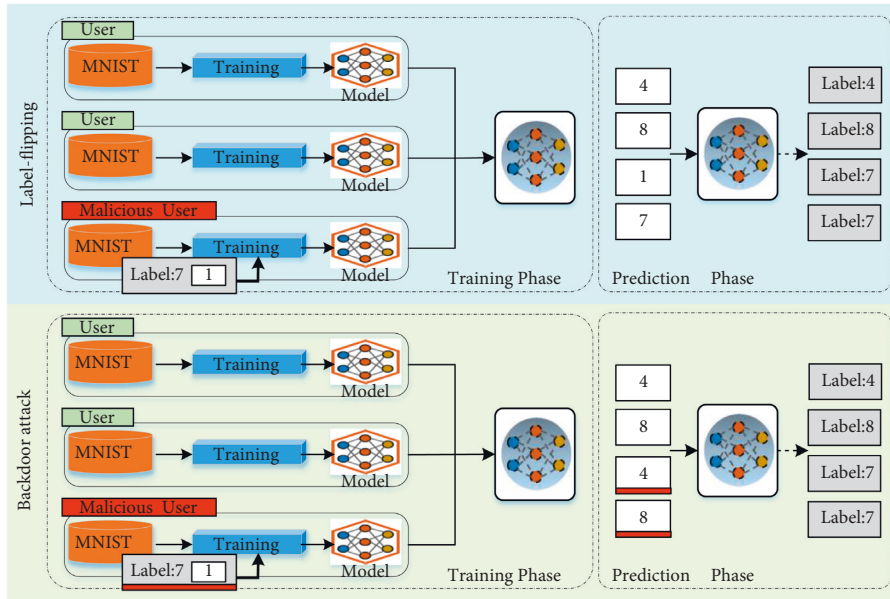 Label-flipping
User
MNIST
Training
Model
User
MNIST
Training
Model
Malicious User
MNIST
Training
Label:7 1
Model
Training Phase
4
8
1
7
Label:4
Label:8
Label:7
Label:7
Prediction Phase
Backdoor attack
User
MNIST
Training
Model
User
MNIST
Training
Model
Malicious User
MNIST
Training
Label:7 1
Model
Training Phase
4
8
4
8
Label:4
Label:8
Label:7
Label:7
Prediction Phase